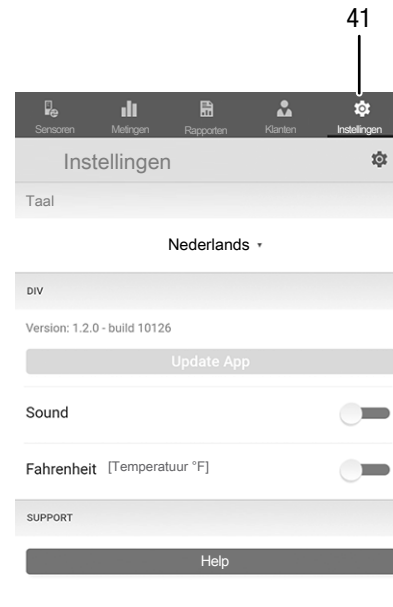 41
Sensoren Metingen Rapporten Klanten Instellingen
Instellingen
Taal
Nederlands
DIV
Version: 1.2.0 - build 10126
Update App
Sound
Fahrenheit [Temperatuur °F]
SUPPORT
Help